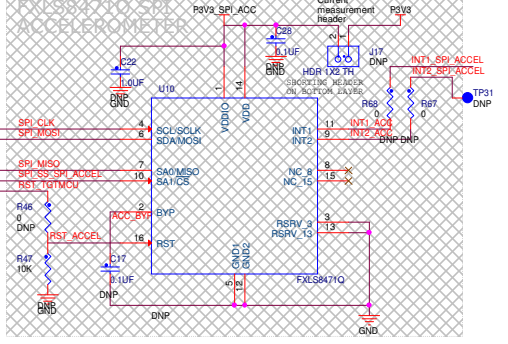 FXLS8471Q SPI
ACCELEROMETER
P3V3_SPI_ACC
Current
measurement
header
P3V3
C28
0.1UF
DNP
GND
2
1
J17
DNP
HDR 1X2 TH
SHORTING HEADER
ON BOTTOM LAYER
C22
1.0UF
DNP
GND
INT1_SPI_ACCEL
INT2_SPI_ACCEL
TP31
DNP
R68
0
R67
0
DNP
DNP
U10
1
14
VDDIO
VDD
SPI_CLK
SPI_MOSI
4
6
SCL/SCLK
SDA/MOSI
INT1
INT2
11
9
INT1_ACC
INT2_ACC
SPI_MISO
SPI_SS_SPI_ACCEL
RST_TGTMCU
7
10
SA0/MISO
SA1/CS
NC_8
NC_15
8
15
R46
0
DNP
2
ACC_BYP
BYP
RSRV_3
RSRV_13
3
13
RST_ACCEL
16
RST
R47
10K
DNP
GND
C17
0.1UF
DNP
GND1
GND2
5
12
FXLS8471Q
DNP
GND